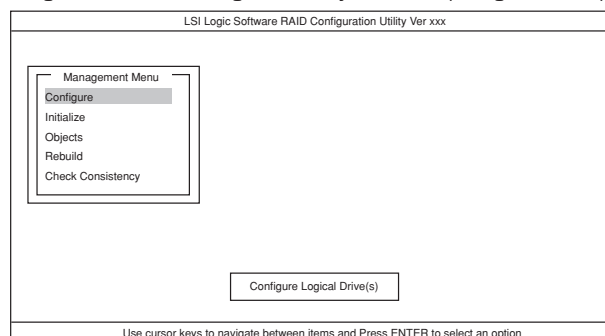 LSI Logic Software RAID Configuration Utility Ver xxx
Management Menu
Configure
Initialize
Objects
Rebuild
Check Consistency
Configure Logical Drive(s)
Use cursor keys to navigate between items and Press ENTER to select an option